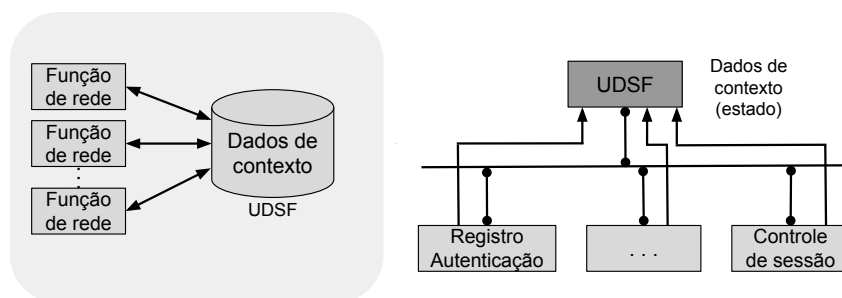 Função
de rede
Função
de rede
Função
de rede
Dados de
contexto
UDSF
UDSF
Dados de
contexto
(estado)
Registro
Autenticação
. . .
Controle
de sessão